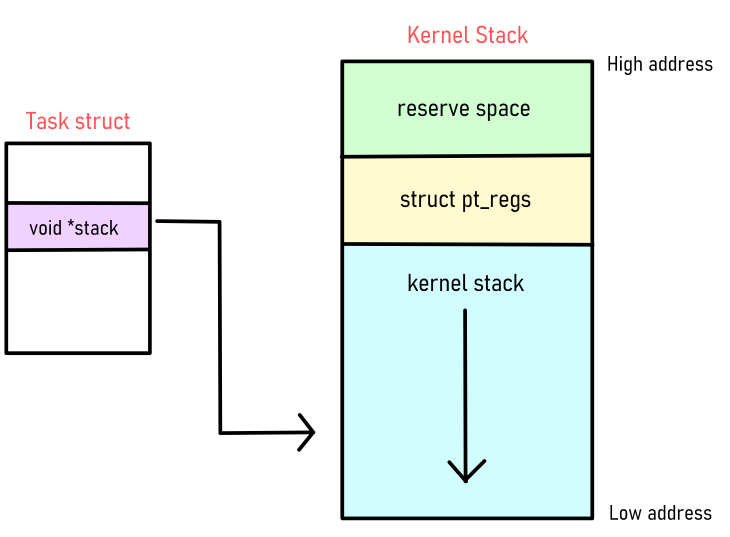 Kernel Stack
High address
reserve space
Task struct
struct pt_regs
void *stack
kernel stack
Low address